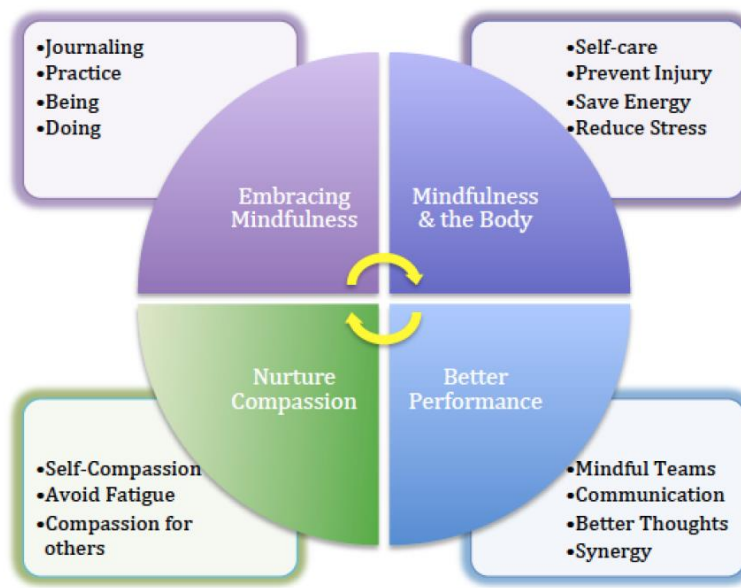 •Journaling
•Practice
•Being
•Doing
•Self-care
•Prevent Injury
•Save Energy
•Reduce Stress
Embracing
Mindfulness
Mindfulness
& the Body
Nurture
Compassion
Better
Performance
•Self-Compassion
•Avoid Fatigue
•Compassion for
others
•Mindful Teams
•Communication
•Better Thoughts
•Synergy